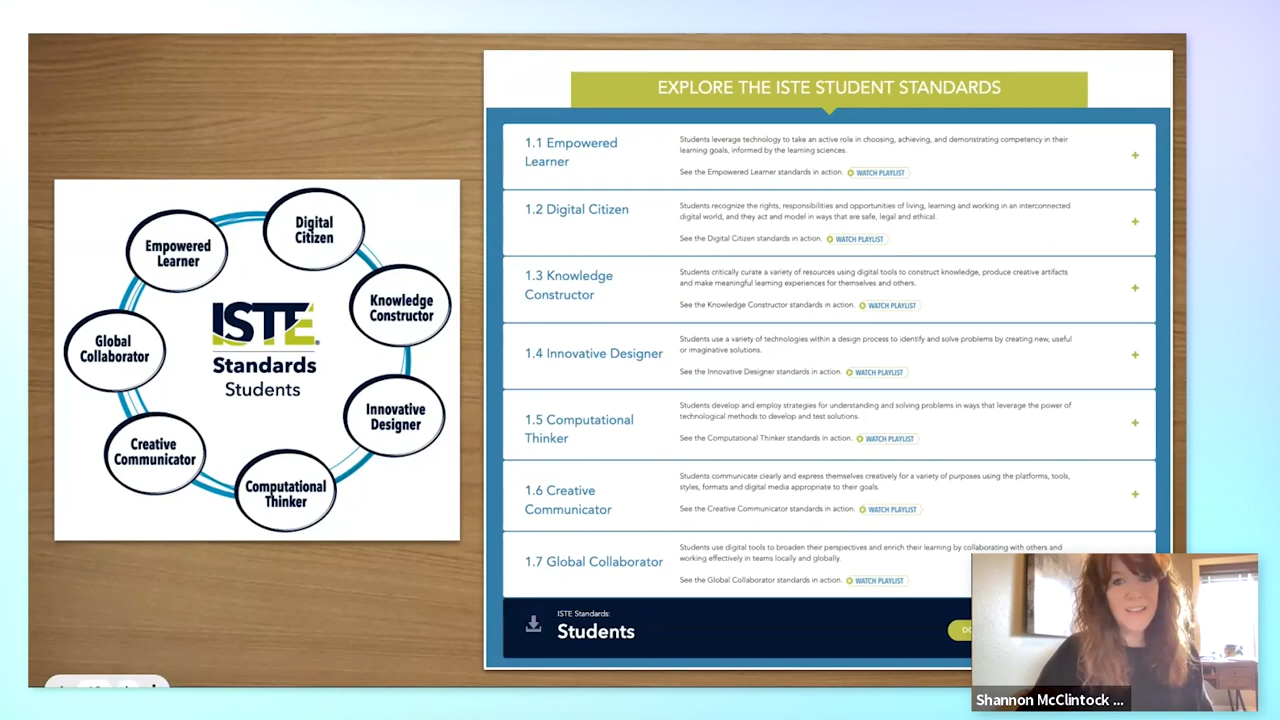 Digital
Citizen
Empowered
Learner
Knowledge
Constructor
Global
Collaborator
ISTE®
Standards
Students
Innovative
Designer
Creative
Communicator
Computational
Thinker
EXPLORE THE ISTE STUDENT STANDARDS
1.1 Empowered
Learner
Students leverage technology to take an active role in choosing, achieving, and demonstrating competency in their
learning goals, informed by the learning sciences.
See the Empowered Learner standards in action. WATCH PLAYLIST
+
1.2 Digital Citizen
Students recognize the rights, responsibilities and opportunities of living, learning and working in an interconnected
digital world, and they act and model in ways that are safe, legal and ethical.
See the Digital Citizen standards in action. WATCH PLAYLIST
+
1.3 Knowledge
Constructor
Students critically curate a variety of resources using digital tools to construct knowledge, produce creative artifacts
and make meaningful learning experiences for themselves and others.
See the Knowledge Constructor standards in action. WATCH PLAYLIST
+
1.4 Innovative Designer
Students use a variety of technologies within a design process to identify and solve problems by creating new, useful
or imaginative solutions.
See the Innovative Designer standards in action. WATCH PLAYLIST
+
1.5 Computational
Thinker
Students develop and employ strategies for understanding and solving problems in ways that leverage the power of
technological methods to develop and test solutions.
See the Computational Thinker standards in action. WATCH PLAYLIST
+
1.6 Creative
Communicator
Students communicate clearly and express themselves creatively for a variety of purposes using the platforms, tools,
styles, formats and digital media appropriate to their goals.
See the Creative Communicator standards in action. WATCH PLAYLIST
+
1.7 Global Collaborator
Students use digital tools to broaden their perspectives and enrich their learning by collaborating with others and
working effectively in teams locally and globally.
See the Global Collaborator standards in action. WATCH PLAYLIST
ISTE Standards:
Students
Shannon McClintock ...